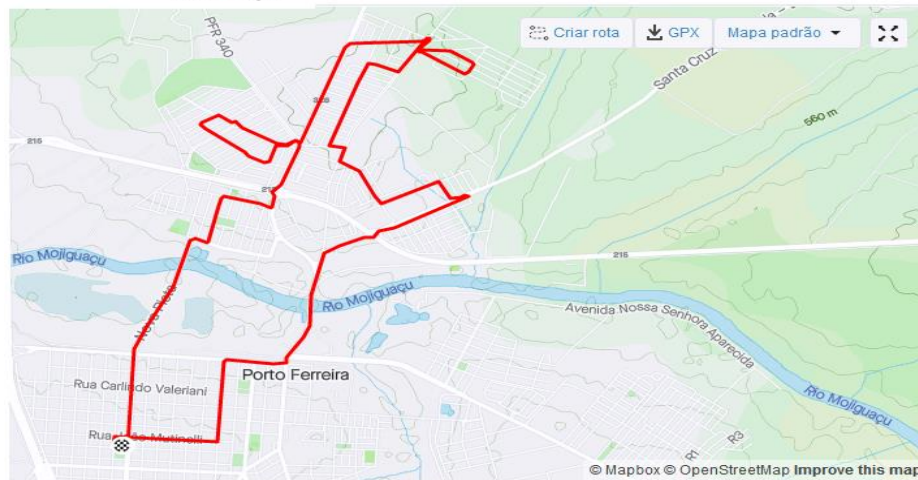 Criar rota
GPX
Mapa padrão
PFR 340
Santa Cruz
560 m
215
215
Rio Mojiguaçu
Rio Mojiguaçu
Avenida Nossa Senhora Aparecida
Rio Mojiguaçu
Porto Ferreira
Rua Carlindo Valeriani
R3
R1
© Mapbox © OpenStreetMap Improve this map